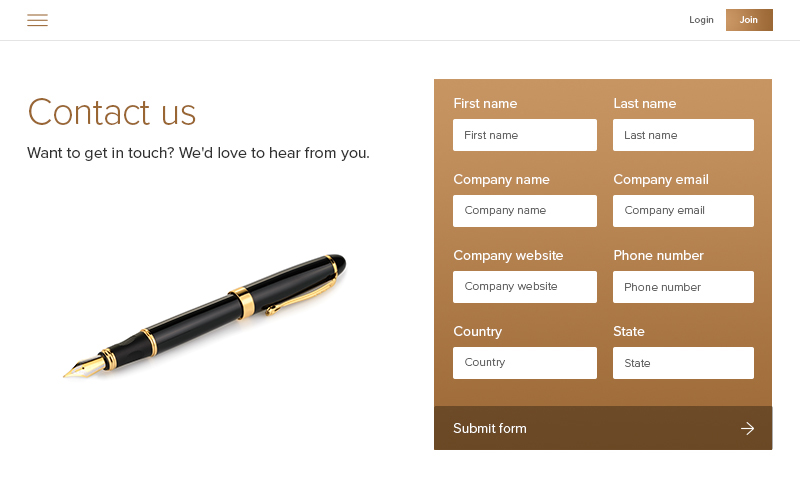 Login
Join
Contact us
Want to get in touch? We'd love to hear from you.
First name
Last name
First name
Last name
Company name
Company email
Company name
Company email
Company website
Phone number
Company website
Phone number
Country
State
Country
State
Submit form